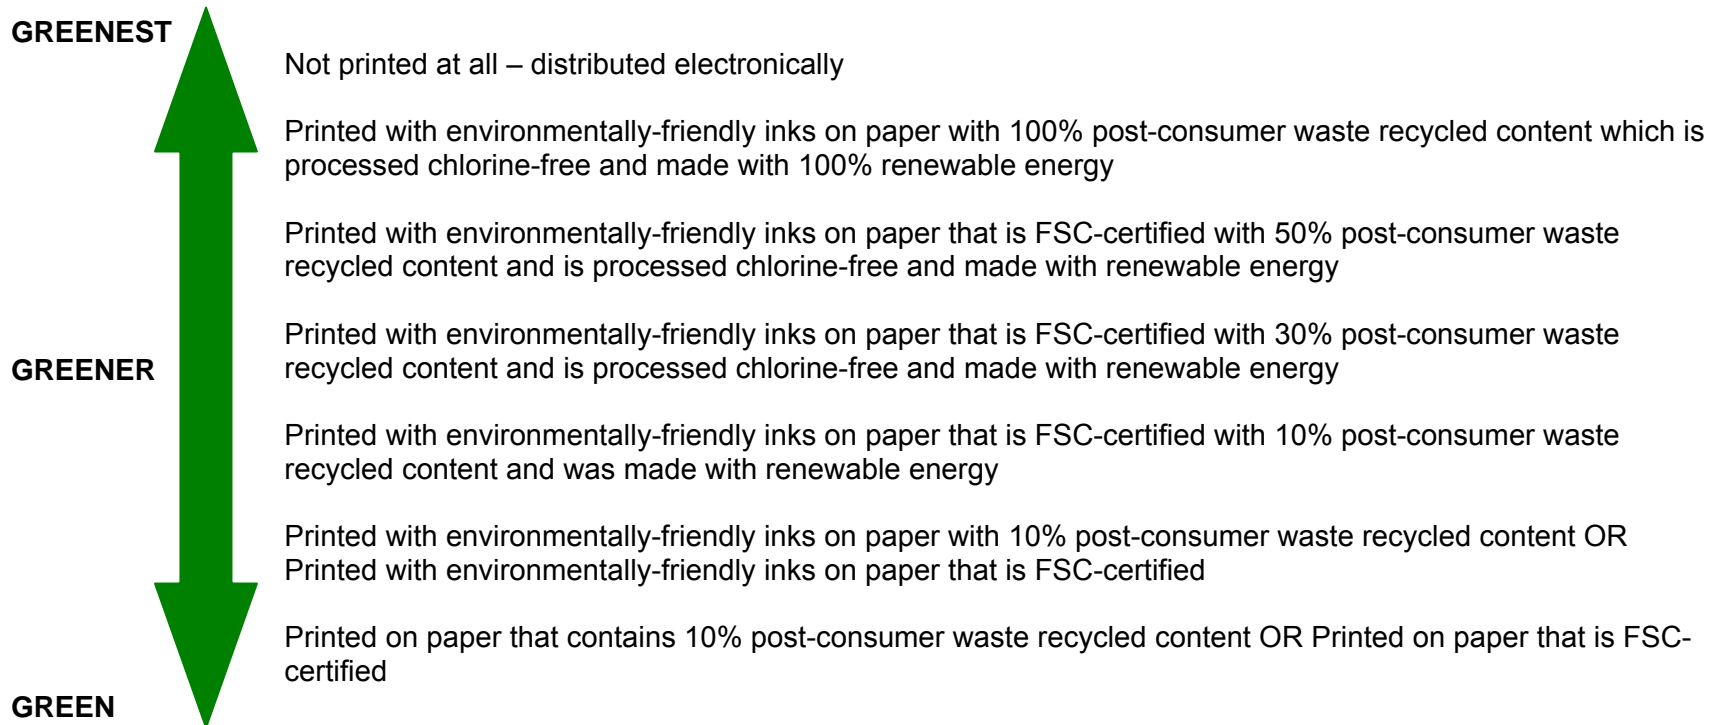 GREENEST
Not printed at all – distributed electronically
Printed with environmentally-friendly inks on paper with 100% post-consumer waste recycled content which is
processed chlorine-free and made with 100% renewable energy
Printed with environmentally-friendly inks on paper that is FSC-certified with 50% post-consumer waste
recycled content and is processed chlorine-free and made with renewable energy
Printed with environmentally-friendly inks on paper that is FSC-certified with 30% post-consumer waste
GREENER
recycled content and is processed chlorine-free and made with renewable energy
Printed with environmentally-friendly inks on paper that is FSC-certified with 10% post-consumer waste
recycled content and was made with renewable energy
Printed with environmentally-friendly inks on paper with 10% post-consumer waste recycled content OR
Printed with environmentally-friendly inks on paper that is FSC-certified
Printed on paper that contains 10% post-consumer waste recycled content OR Printed on paper that is FSC-
certified
GREEN